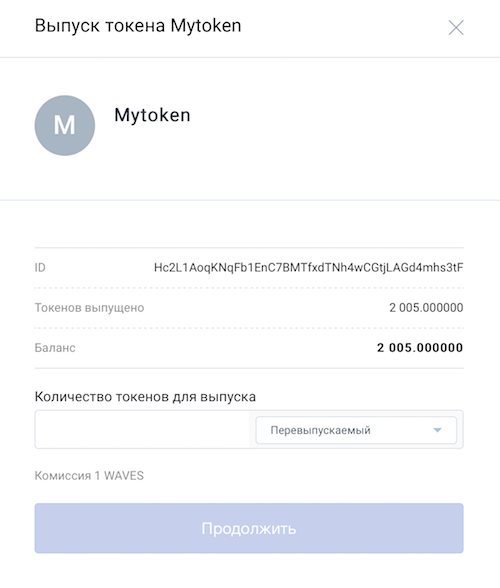 Выпуск токена Mytoken
M
Mytoken
ID Hc2L1AoqKNqFb1EnC7BMTfxdTNh4wCGtjLAGd4mhs3tF
Токенов выпущено 2 005.000000
Баланс 2 005.000000
Количество токенов для выпуска
Перевыпускаемый
Комиссия 1 WAVES
Продолжить